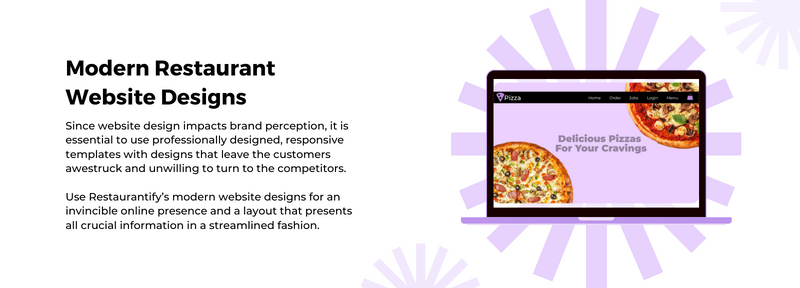 Modern Restaurant
Website Designs
Since website design impacts brand perception, it is
essential to use professionally designed, responsive
templates with designs that leave the customers
awestruck and unwilling to turn to the competitors.
Use Restaurantify's modern website designs for an
invincible online presence and a layout that presents
all crucial information in a streamlined fashion.
Pizza
Home Order Jobs Login Menu
Delicious Pizzas
For Your Cravings